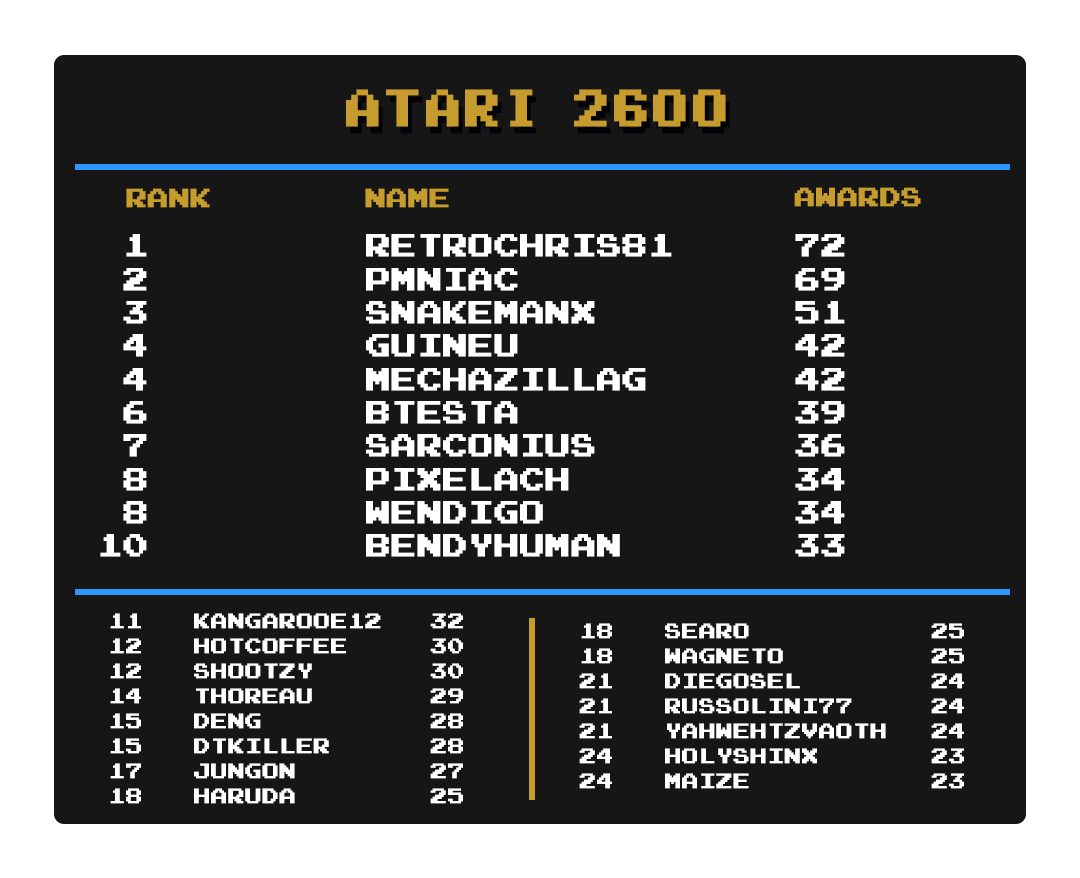 ATARI 2600
RANK NAME AWARDS
1 RETROCHRIS81 72
2 PMNIAC 69
3 SNAKEMANX 51
4 GUINEU 42
4 MECHAZILLAG 42
6 BTESTA 39
7 SARCONIUS 36
8 PIXELACH 34
8 WENDIGO 34
10 BENDYHUMAN 33
11 KANGAROOE12 32
12 HOTCOFFEE 30
12 SHOOTZY 30
14 THOREAU 29
15 DENG 28
15 DTKILLER 28
17 JUNGON 27
18 HARUDA 25
18 SEARO 25
18 WAGNETO 25
21 DIEGOSEL 24
21 RUSSOLINI77 24
21 YAHWEHTZVAOTH 24
24 HOLYSHINX 23
24 MAIZE 23